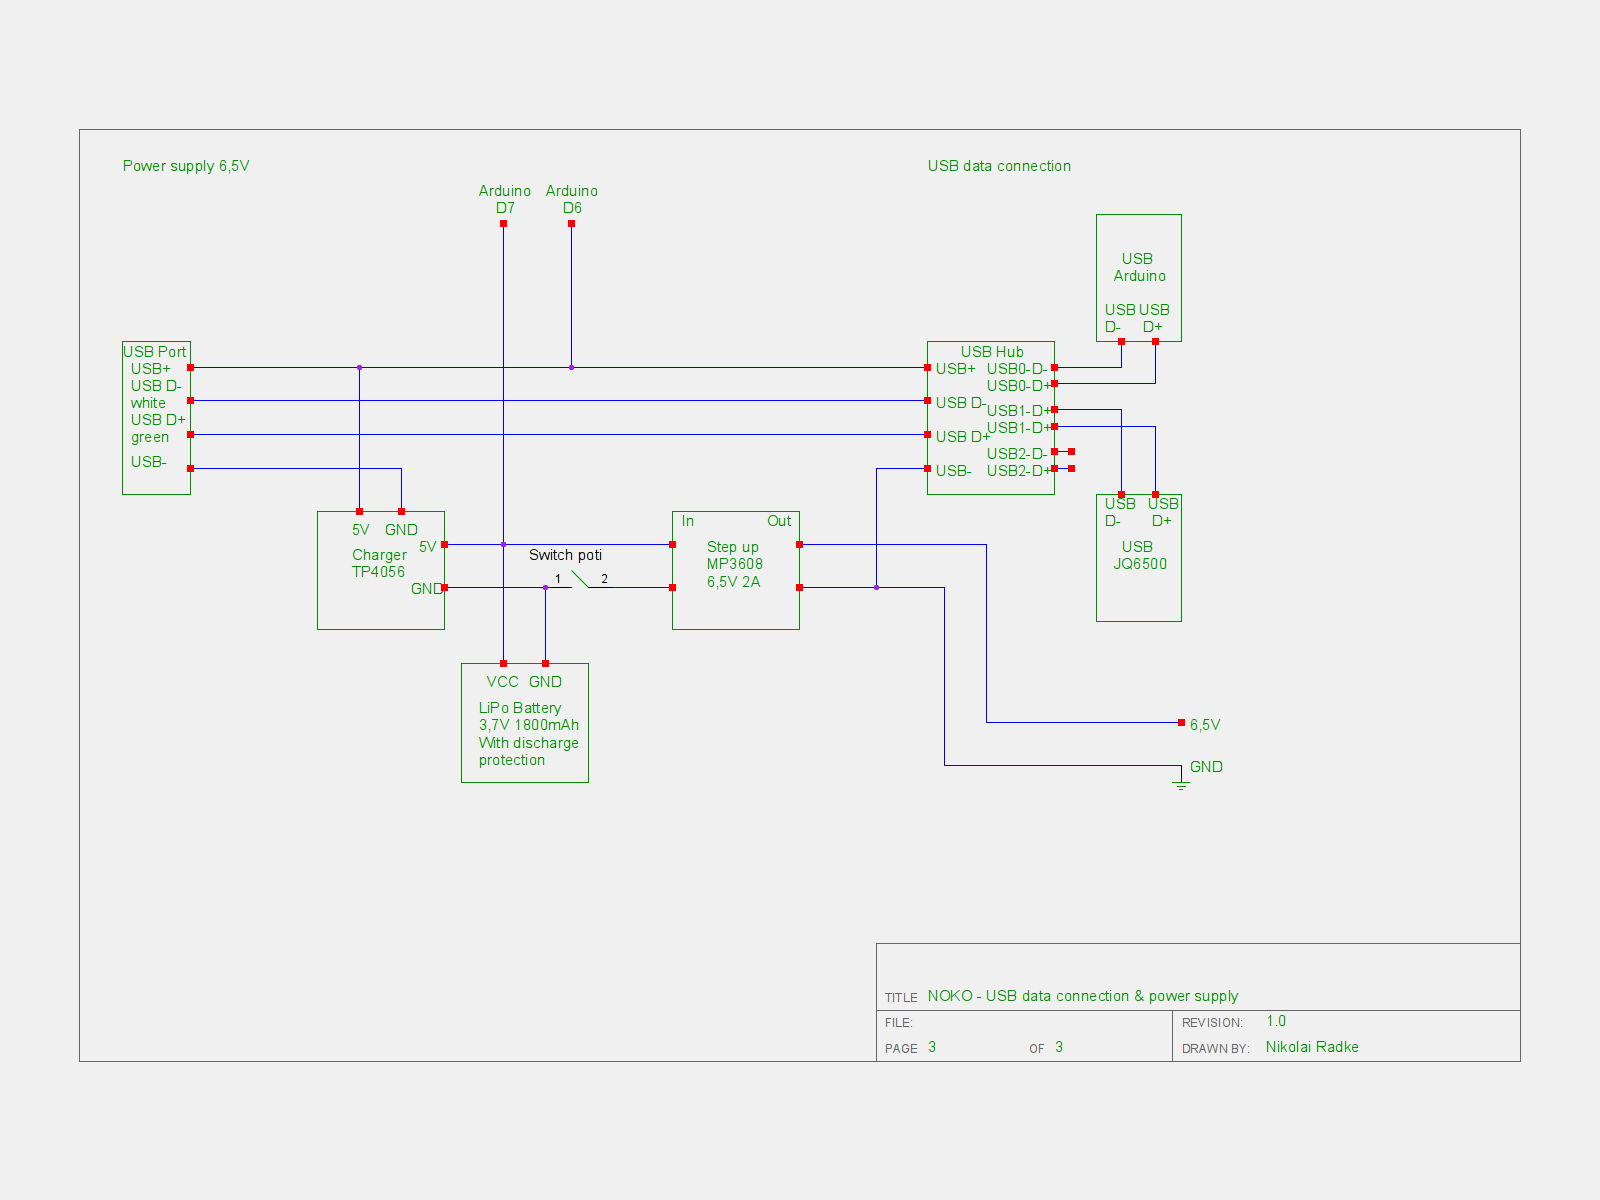 Power supply 6,5V
USB data connection
Arduino
D7
Arduino
D6
USB
Arduino
USB USB
D- D+
USB Port
USB+
USB D-
white
USB D+
green
USB-
USB Hub
USB+
USB D-
USB D+
USB-
USB0-D-
USB0-D+
USB1-D+
USB1-D+
USB2-D-
USB2-D+
USB USB
D- D+
USB
JQ6500
5V GND
Charger
TP4056
5V
GND
Switch poti
1 2
In Out
Step up
MP3608
6,5V 2A
VCC GND
LiPo Battery
3,7V 1800mAh
With discharge
protection
6,5V
GND
TITLE NOKO - USB data connection & power supply
FILE:
REVISION: 1.0
PAGE 3 OF 3
DRAWN BY: Nikolai Radke